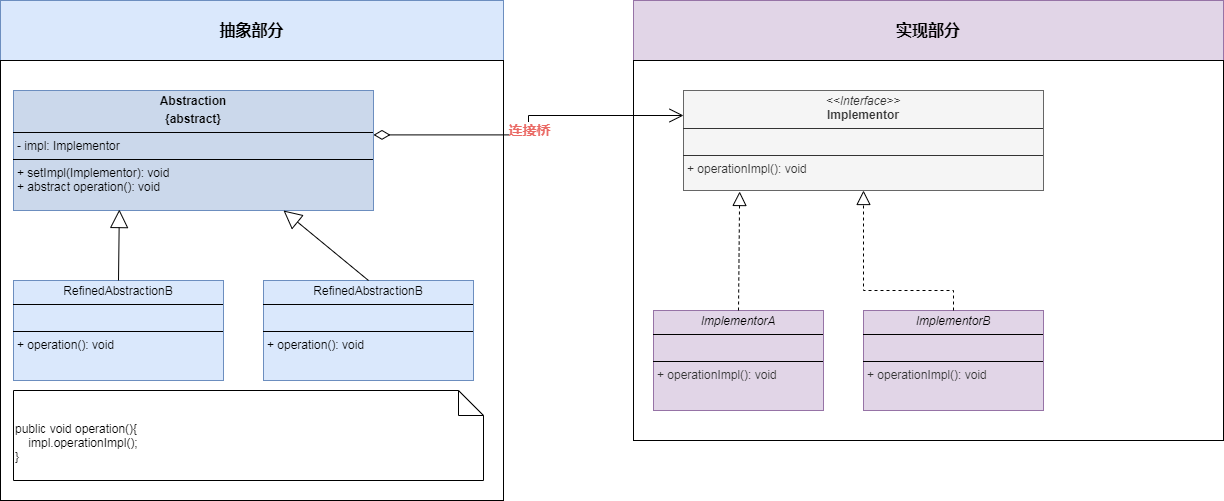 抽象部分
Abstraction
{abstract}
- impl: Implementor
+ setImpl(Implementor): void
+ abstract operation(): void
RefinedAbstractionB
+ operation(): void
RefinedAbstractionB
+ operation(): void
public void operation(){
    impl.operationImpl();
}
连接桥
实现部分
<<Interface>>
Implementor
+ operationImpl(): void
ImplementorA
+ operationImpl(): void
ImplementorB
+ operationImpl(): void